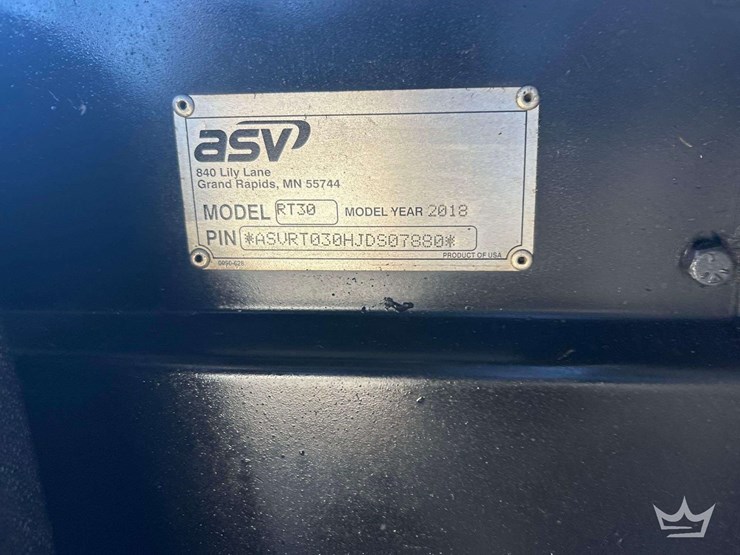 asv
840 Lily Lane
Grand Rapids, MN 55744
MODEL RT30 MODEL YEAR 2018
PIN *ASVRT030HJDS07880*
PRODUCT OF USA